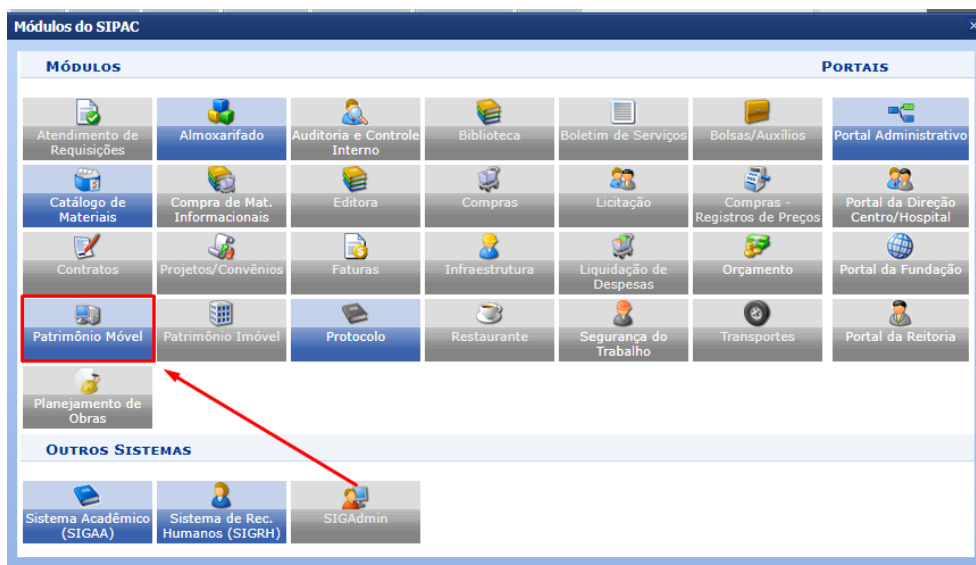 Módulos do SIPAC
×
MÓDULOS
PORTAIS
Atendimento de
Requisições
Almoxarifado
Auditoria e Controle
Interno
Biblioteca
Boletim de Serviços
Bolsas/Auxílios
Portal Administrativo
Catálogo de
Materiais
Compra de Mat.
Informacionais
Editora
Compras
Licitação
Compras -
Registros de Preços
Portal da Direção
Centro/Hospital
Contratos
Projetos/Convênios
Faturas
Infraestrutura
Liquidação de
Despesas
Orçamento
Portal da Fundação
Patrimônio Móvel
Patrimônio Imóvel
Protocolo
Restaurante
Segurança do
Trabalho
Transportes
Portal da Reitoria
Planejamento de
Obras
OUTROS SISTEMAS
Sistema Acadêmico
(SIGAA)
Sistema de Rec.
Humanos (SIGRH)
SIGAdmin